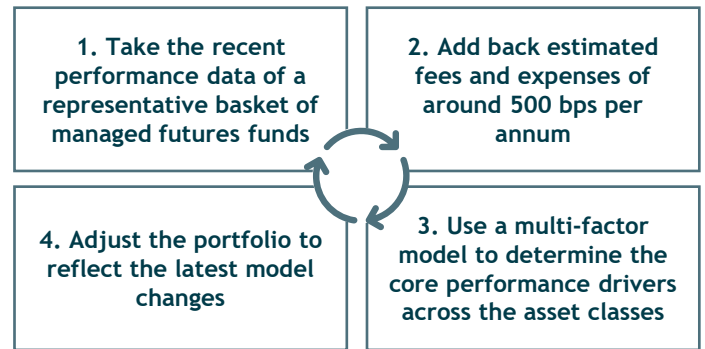 1. Take the recent
performance data of a
representative basket of
managed futures funds
2. Add back estimated
fees and expenses of
around 500 bps per
annum
3. Use a multi-factor
model to determine the
core performance drivers
across the asset classes
4. Adjust the portfolio to
reflect the latest model
changes